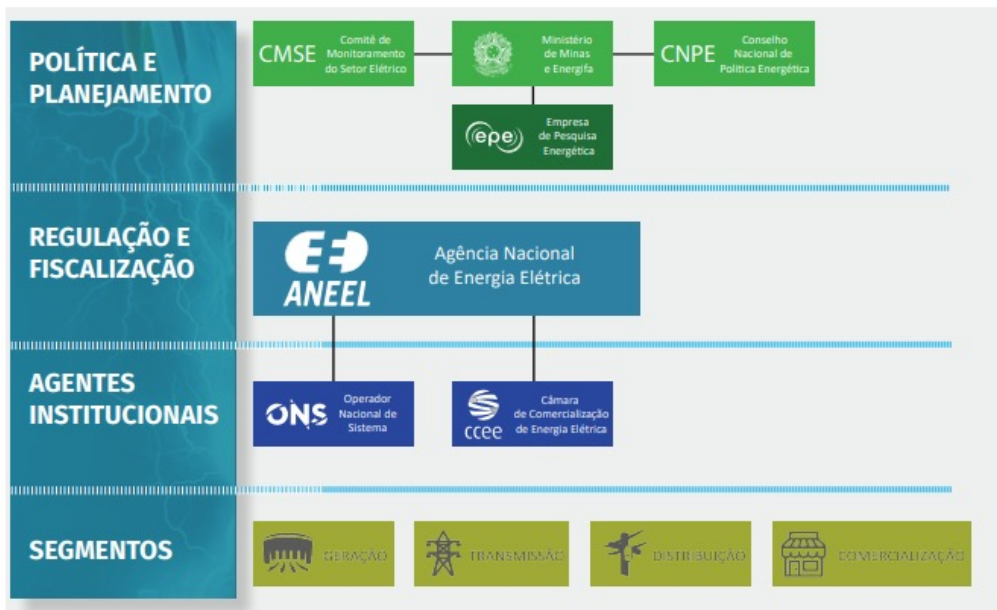 POLÍTICA E
PLANEJAMENTO
CMSE
Comitê de
Monitoramento
do Setor Elétrico
Ministério
de Minas
e Energifa
CNPE
Conselho
Nacional de
Politica Energética
epe
Empresa
de Pesquisa
Energética
REGULAÇÃO E
FISCALIZAÇÃO
ANEEL
Agência Nacional
de Energia Elétrica
AGENTES
INSTITUCIONAIS
ONS
Operador
Nacional de
Sistema
ccee
Câmara
de Comercialização
de Energia Elétrica
SEGMENTOS
GERAÇÃO
TRANSMISSÃO
DISTRIBUIÇÃO
COMERCIALIZAÇÃO